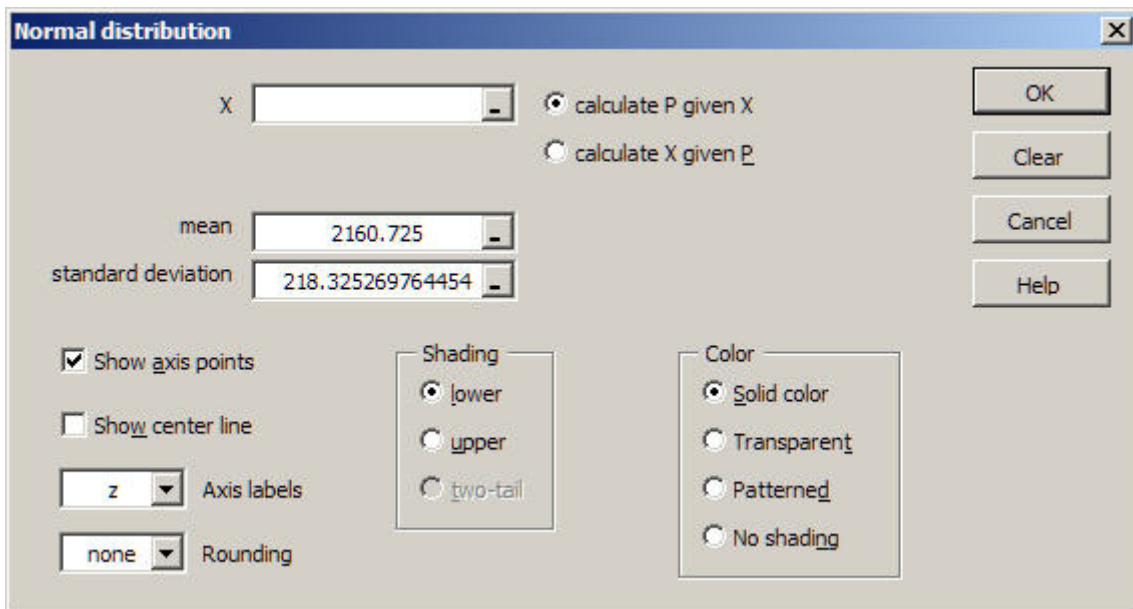 Normal distribution
X
calculate P given X
OK
calculate X given P
Clear
mean 2160.725
Cancel
standard deviation 218.325269764454
Help
Show axis points
Show center line
z Axis labels
none Rounding
Shading
lower
upper
two-tail
Color
Solid color
Transparent
Patterned
No shading